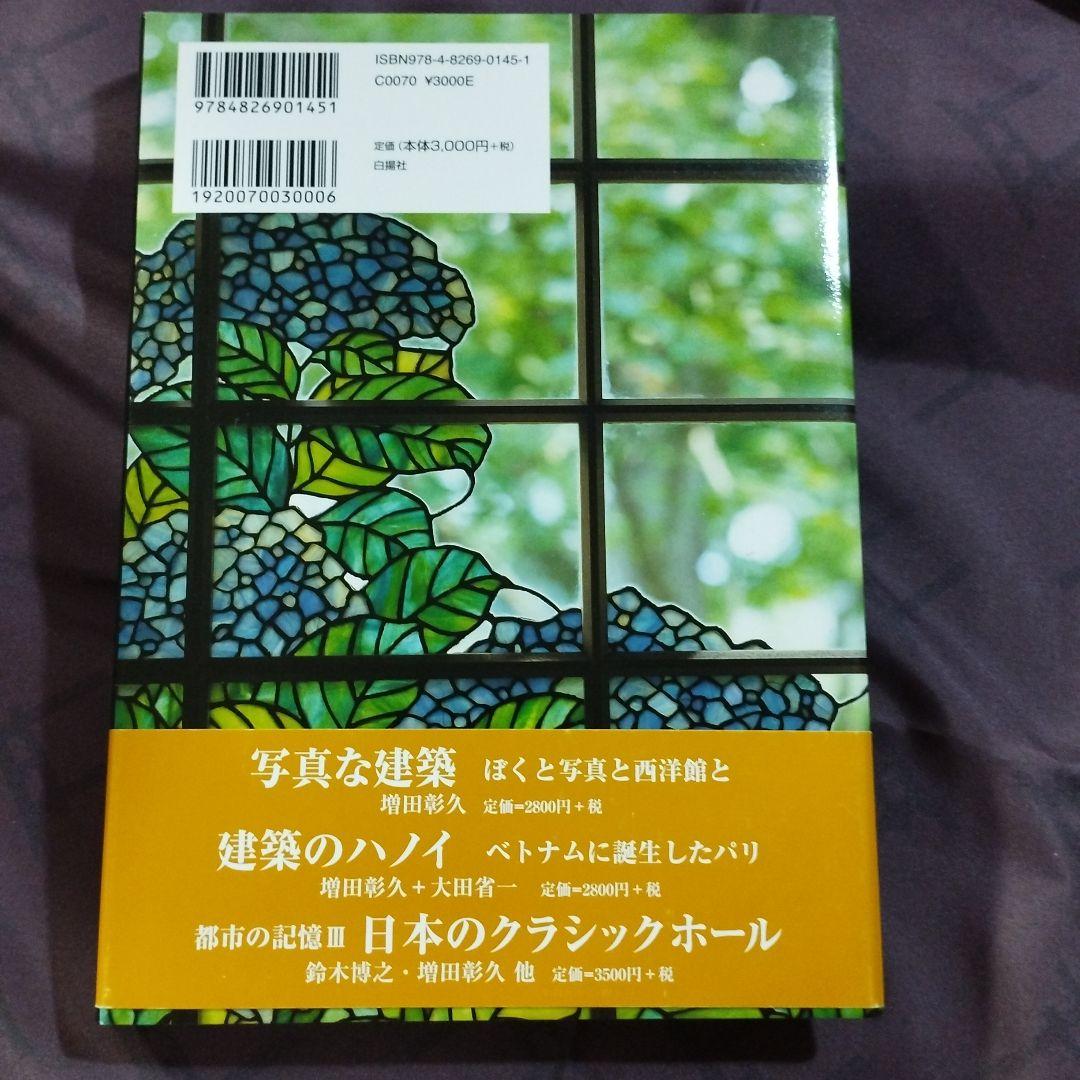 ISBN978-4-8269-0145-1
C0070 ¥3000E
9784826901451
定価(本体3,000円+税)
白揚社
1920070030006
写真な建築 ぼくと写真と西洋館と
増田彰久 定価=2800円+税
建築のハノイ ベトナムに誕生したパリ
増田彰久+大田省一 定価=2800円+税
都市の記憶Ⅲ 日本のクラシックホール
鈴木博之・増田彰久 他 定価=3500円+税